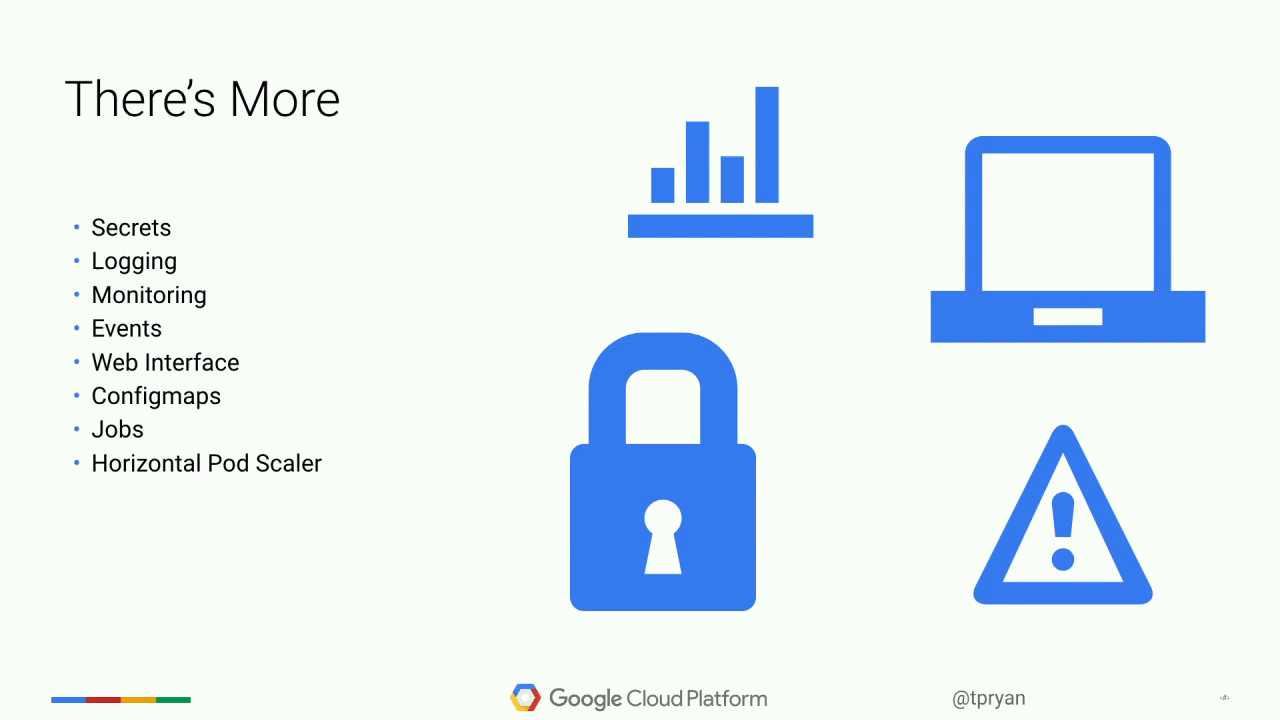 There’s More
• Secrets
• Logging
• Monitoring
• Events
• Web Interface
• Configmaps
• Jobs
• Horizontal Pod Scaler
Google Cloud Platform
@tpryan